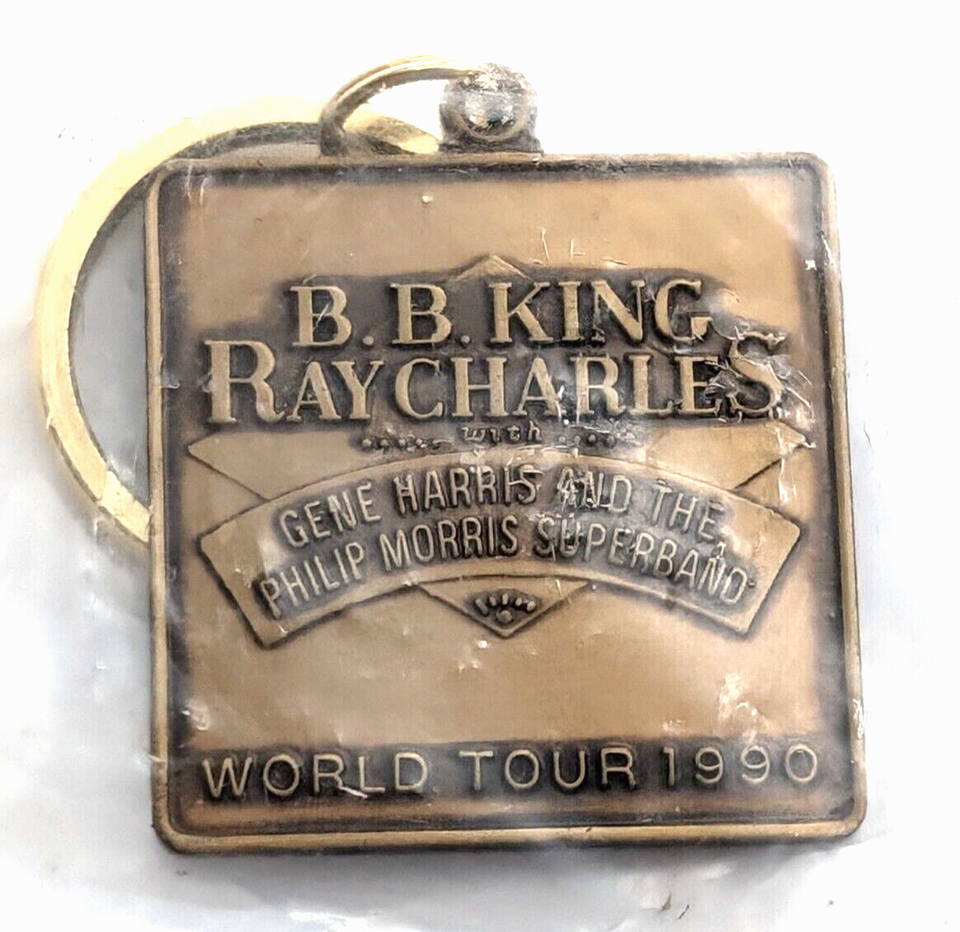 B.B.KING
RAY CHARLES
with
GENE HARRIS AND THE
PHILIP MORRIS SUPERBAND
WORLD TOUR 1990